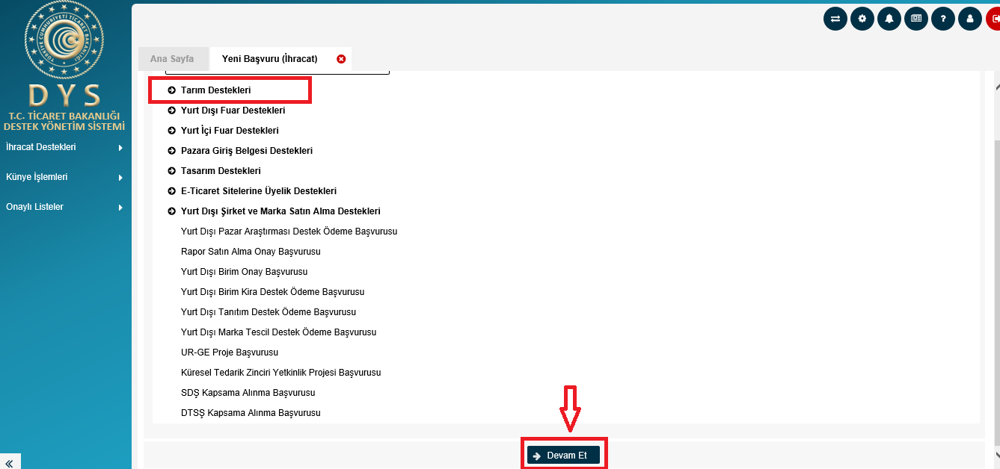 TÜRKİYE CUMHURİYETİ TİCARET BAKANLIĞI
DYS
T.C. TİCARET BAKANLIĞI
DESTEK YÖNETİM SİSTEMİ
İhracat Destekleri
Künye İşlemleri
Onaylı Listeler
Ana Sayfa
Yeni Başvuru (İhracat)
Tarım Destekleri
Yurt Dışı Fuar Destekleri
Yurt İçi Fuar Destekleri
Pazara Giriş Belgesi Destekleri
Tasarım Destekleri
E-Ticaret Sitelerine Üyelik Destekleri
Yurt Dışı Şirket ve Marka Satın Alma Destekleri
Yurt Dışı Pazar Araştırması Destek Ödeme Başvurusu
Rapor Satın Alma Onay Başvurusu
Yurt Dışı Birim Onay Başvurusu
Yurt Dışı Birim Kira Destek Ödeme Başvurusu
Yurt Dışı Tanıtım Destek Ödeme Başvurusu
Yurt Dışı Marka Tescil Destek Ödeme Başvurusu
UR-GE Proje Başvurusu
Küresel Tedarik Zinciri Yetkinlik Projesi Başvurusu
SDŞ Kapsama Alınma Başvurusu
DTSŞ Kapsama Alınma Başvurusu
Devam Et